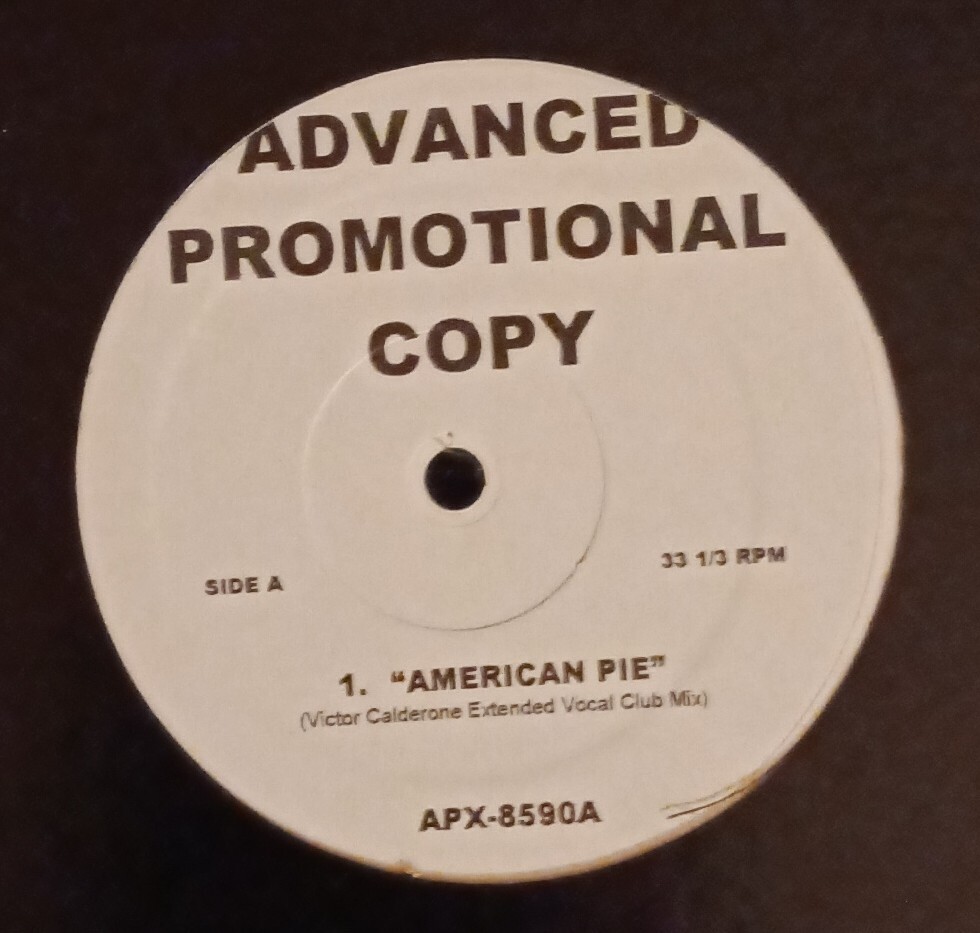 ADVANCED
PROMOTIONAL
COPY
SIDE A
33 1/3 RPM
1. “AMERICAN PIE”
(Victor Calderone Extended Vocal Club Mix)
APX-8590A